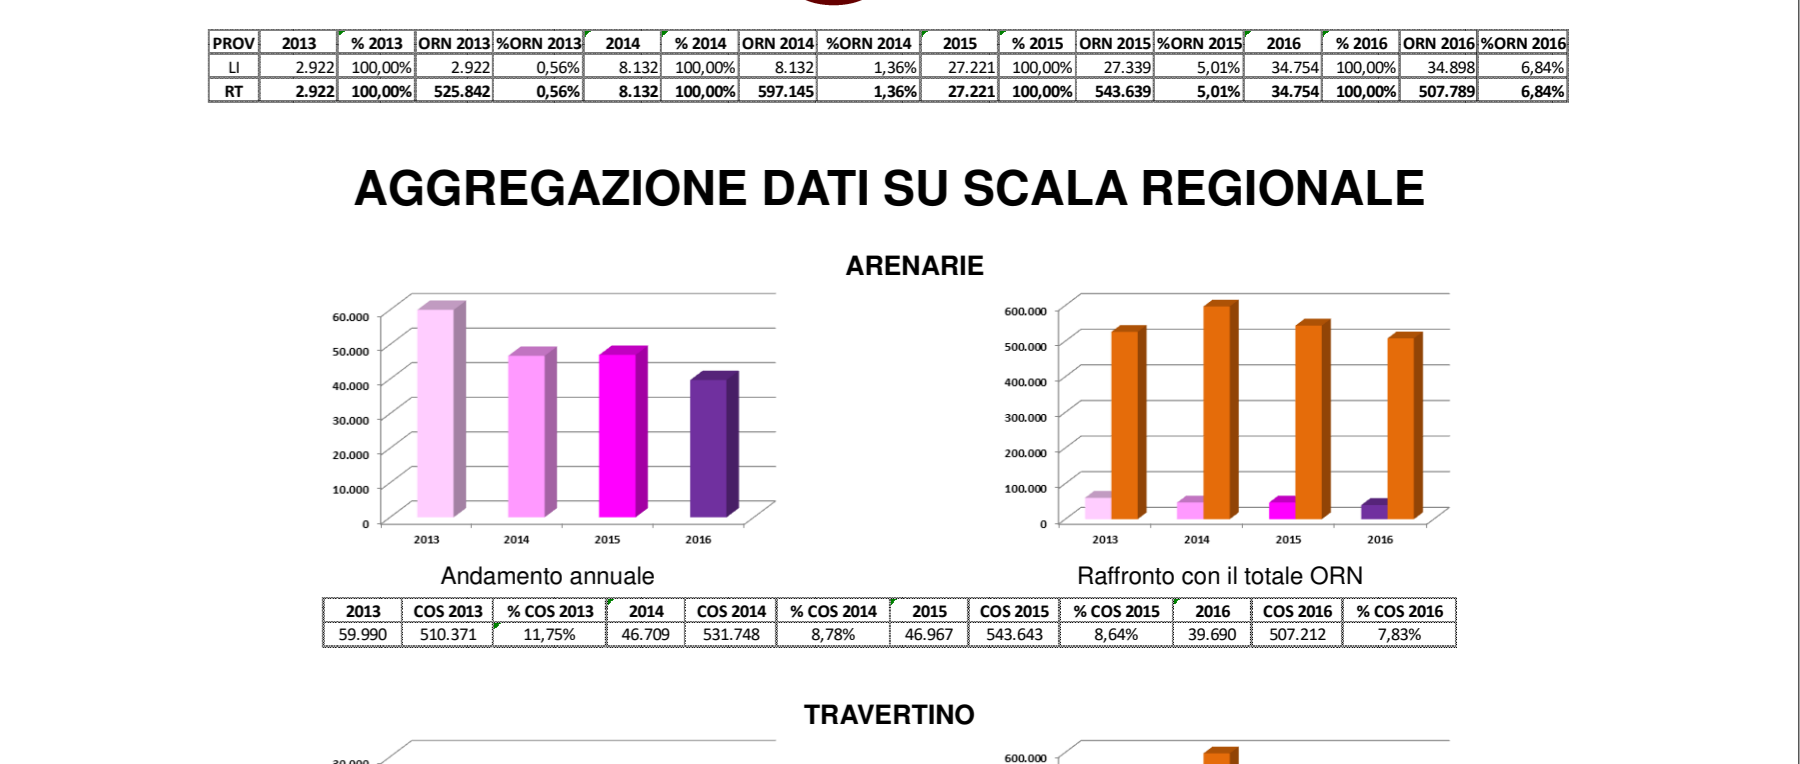 PROV 2013 % 2013 ORN 2013 %ORN 2013 2014 % 2014 ORN 2014 %ORN 2014 2015 % 2015 ORN 2015 %ORN 2015 2016 % 2016 ORN 2016 %ORN 2016
LI 2.922 100,00% 2.922 0,56% 8.132 100,00% 8.132 1,36% 27.221 100,00% 27.339 5,01% 34.754 100,00% 34.898 6,84%
RT 2.922 100,00% 525.842 0,56% 8.132 100,00% 597.145 1,36% 27.221 100,00% 543.639 5,01% 34.754 100,00% 507.789 6,84%
AGGREGAZIONE DATI SU SCALA REGIONALE
ARENARIE
60.000
50.000
40.000
30.000
20.000
10.000
0
2013 2014 2015 2016
Andamento annuale
600.000
500.000
400.000
300.000
200.000
100.000
0
2013 2014 2015 2016
Raffronto con il totale ORN
2013 COS 2013 % COS 2013 2014 COS 2014 % COS 2014 2015 COS 2015 % COS 2015 2016 COS 2016 % COS 2016
59.990 510.371 11,75% 46.709 531.748 8,78% 46.967 543.643 8,64% 39.690 507.212 7,83%
TRAVERTINO
30.000
600.000